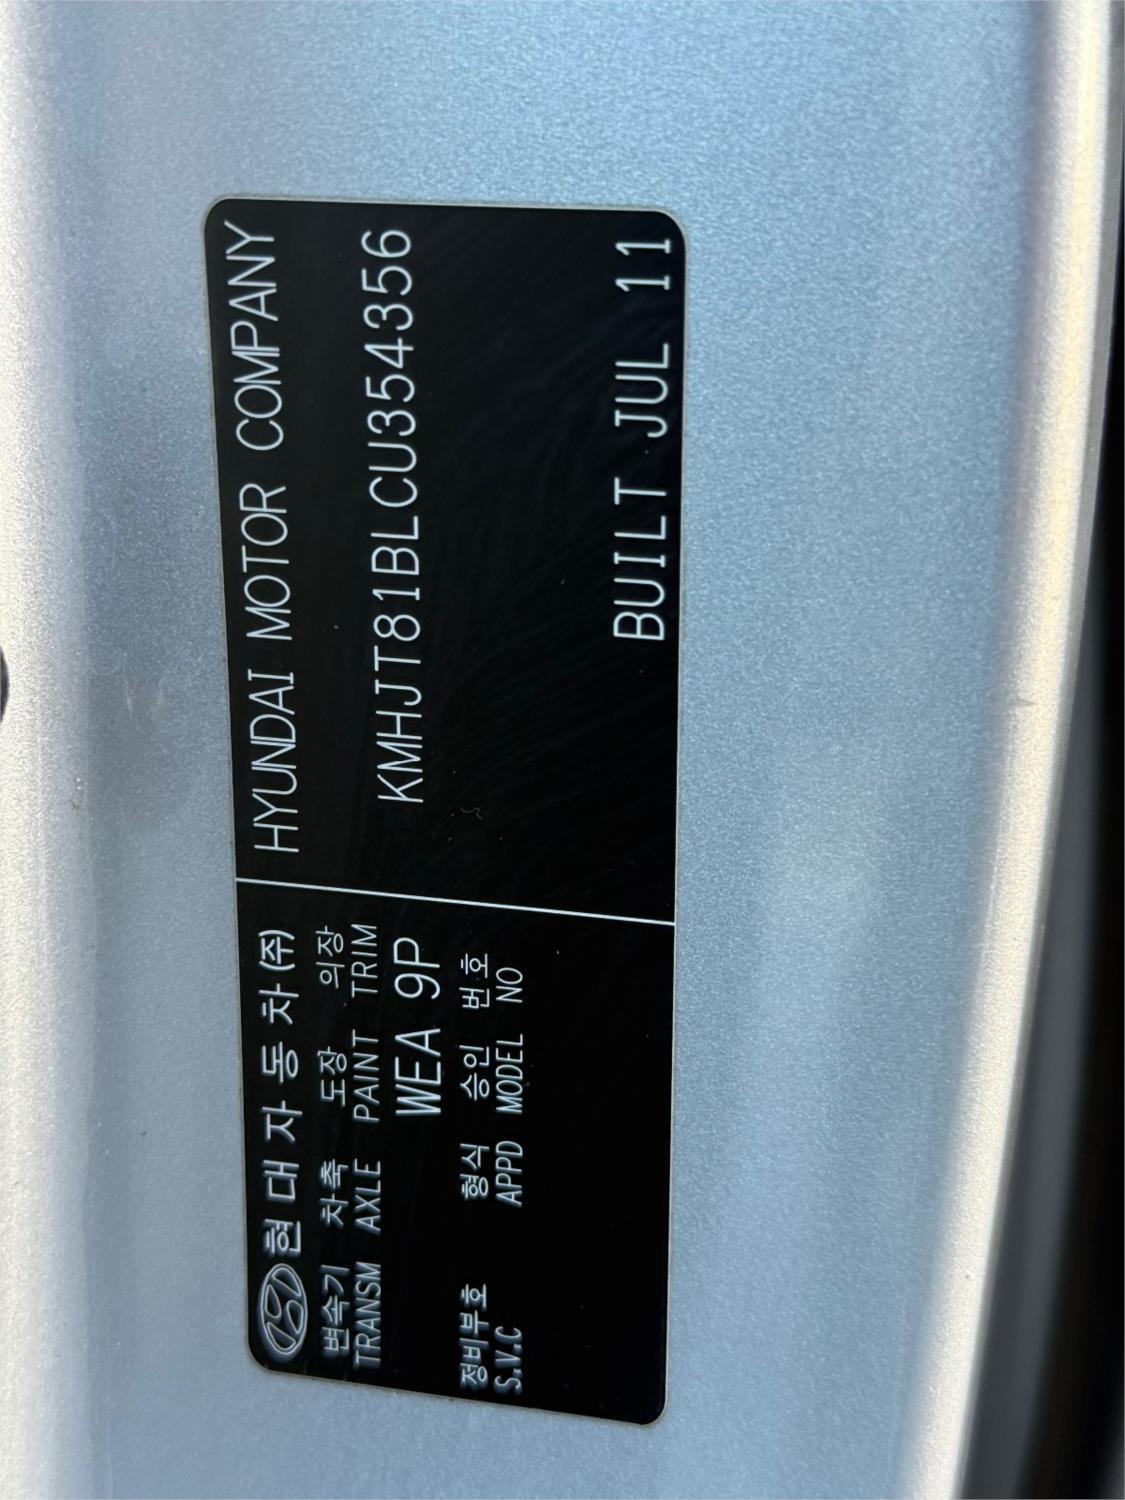 현대자동차(주)
변속기 차축 도장 의장
TRANSM AXLE PAINT TRIM
WEA 9P
정비부호 형식 승인 번호
S.V.C APPD MODEL NO
HYUNDAI MOTOR COMPANY
KMHJT81BLCU354356
BUILT JUL 11